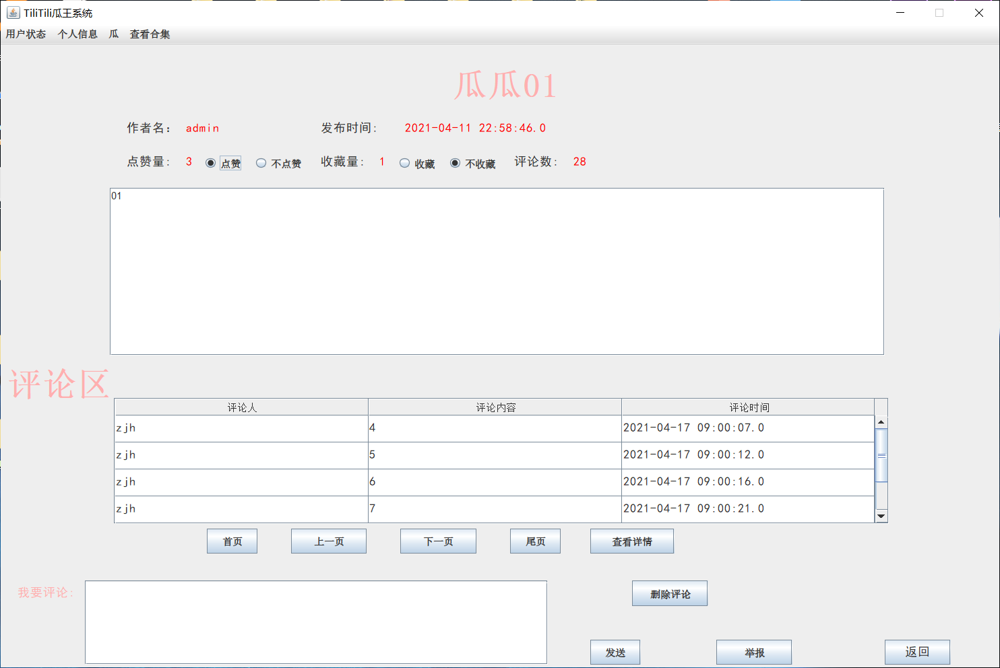 TiliTili瓜王系统
用户状态 个人信息 瓜 查看合集
瓜瓜01
作者名： admin 发布时间： 2021-04-11 22:58:46.0
点赞量： 3 点赞 不点赞 收藏量： 1 收藏 不收藏 评论数： 28
01
评论区
评论人 评论内容 评论时间
zjh 4 2021-04-17 09:00:07.0
zjh 5 2021-04-17 09:00:12.0
zjh 6 2021-04-17 09:00:16.0
zjh 7 2021-04-17 09:00:21.0
首页 上一页 下一页 尾页 查看详情
我要评论： 删除评论
发送 举报 返回